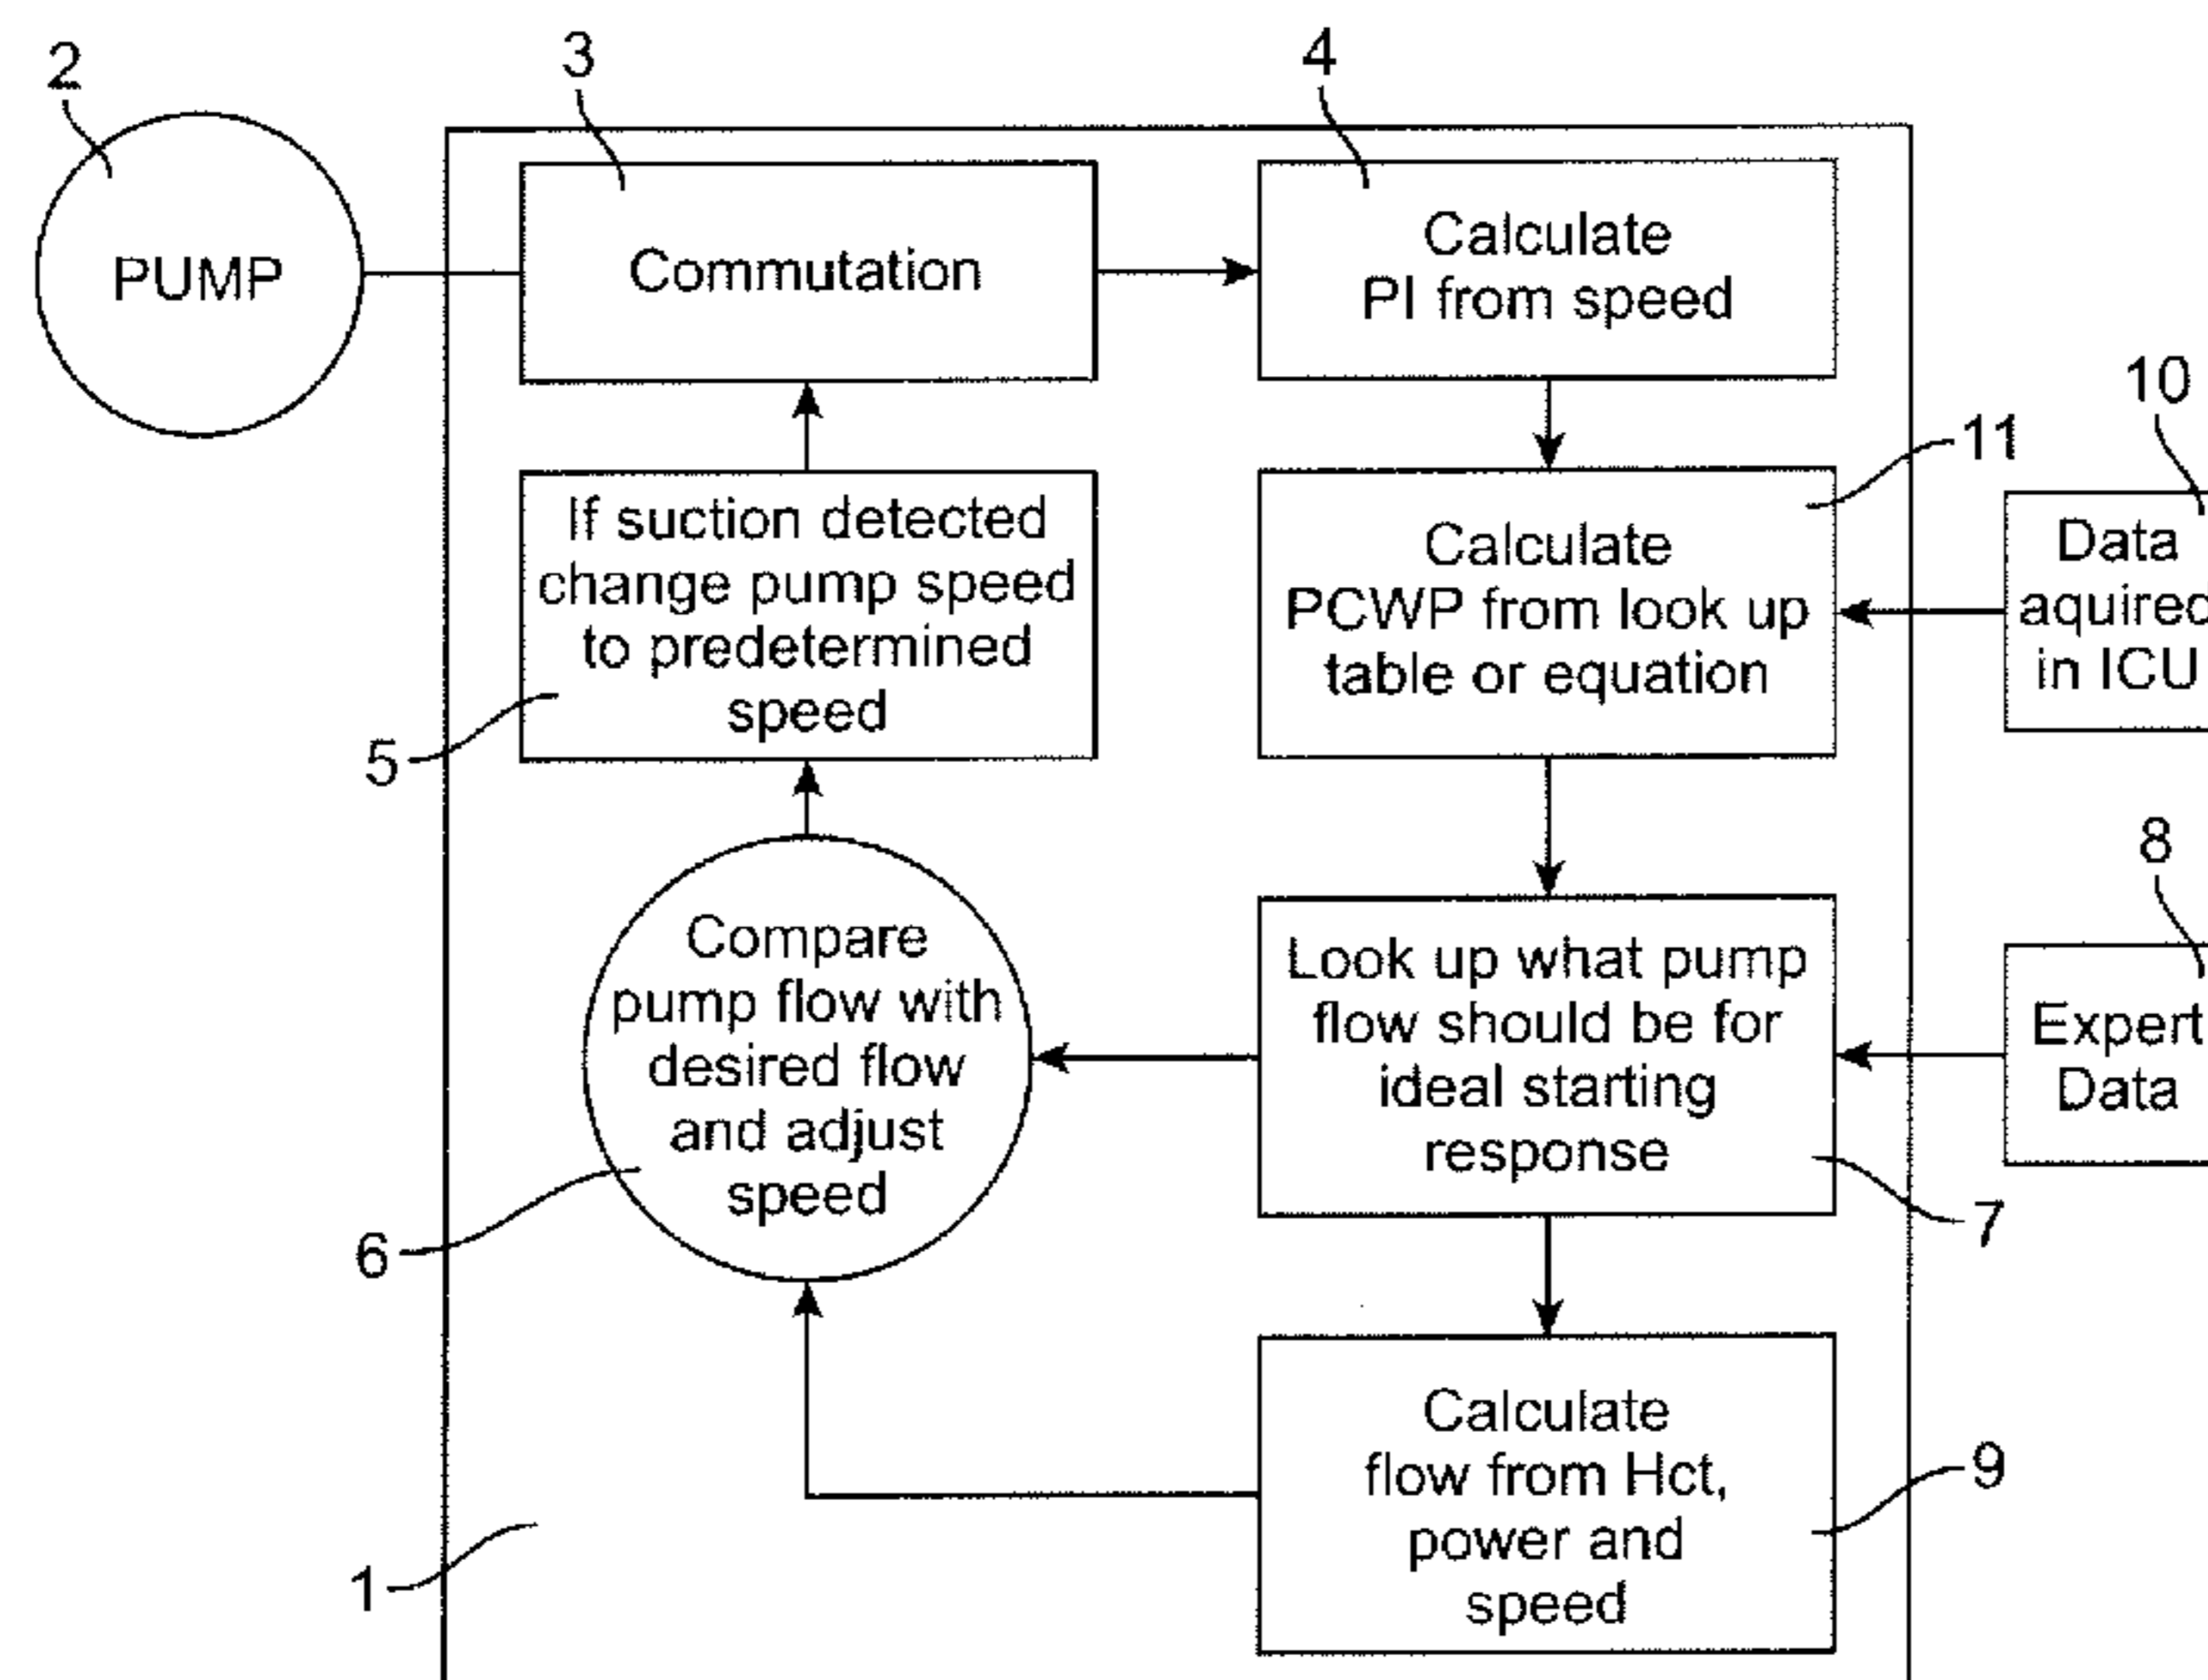 2
3
4
PUMP
Commutation
Calculate
PI from speed
10
11
If suction detected
change pump speed
to predetermined
speed
5
Calculate
PCWP from look up
table or equation
Data
aquired
in ICU
8
Compare
pump flow with
desired flow
and adjust
speed
6
Look up what pump
flow should be for
ideal starting
response
7
Expert
Data
Calculate
flow from Hct,
power and
speed
9
1